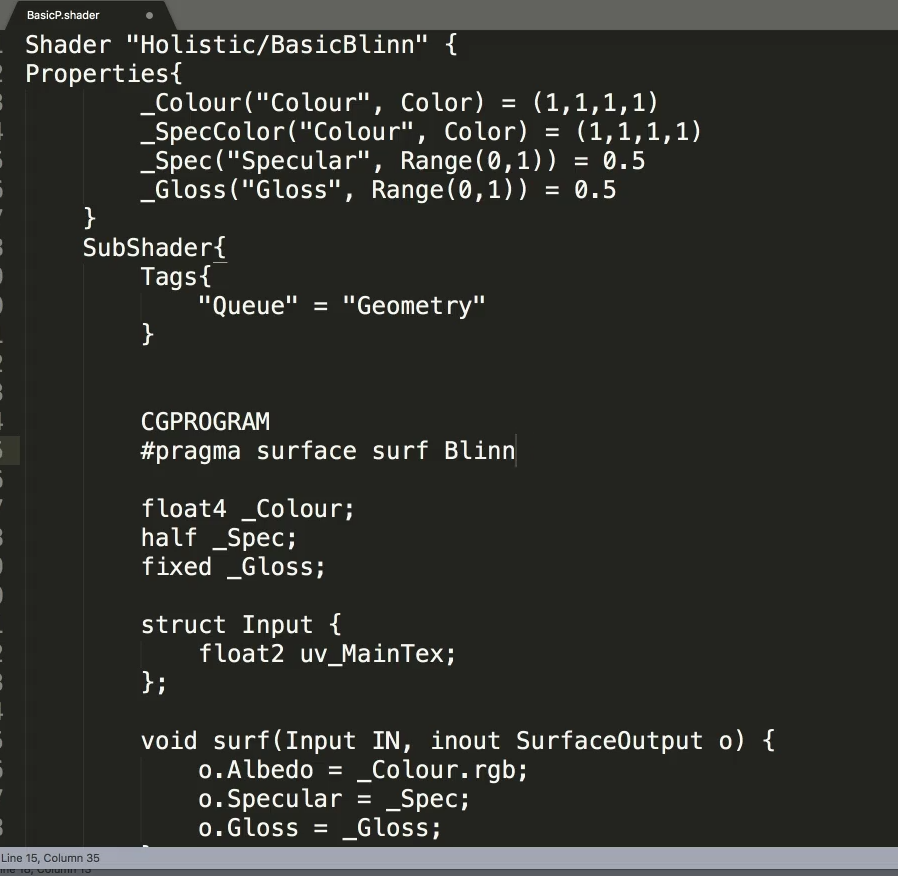 BasicP.shader
Shader "Holistic/BasicBlinn" {
Properties{
_Colour("Colour", Color) = (1,1,1,1)
_SpecColor("Colour", Color) = (1,1,1,1)
_Spec("Specular", Range(0,1)) = 0.5
_Gloss("Gloss", Range(0,1)) = 0.5
}
SubShader{
Tags{
"Queue" = "Geometry"
}
CGPROGRAM
#pragma surface surf Blinn
float4 _Colour;
half _Spec;
fixed _Gloss;
struct Input {
float2 uv_MainTex;
};
void surf(Input IN, inout SurfaceOutput o) {
o.Albedo = _Colour.rgb;
o.Specular = _Spec;
o.Gloss = _Gloss;
Line 15, Column 35